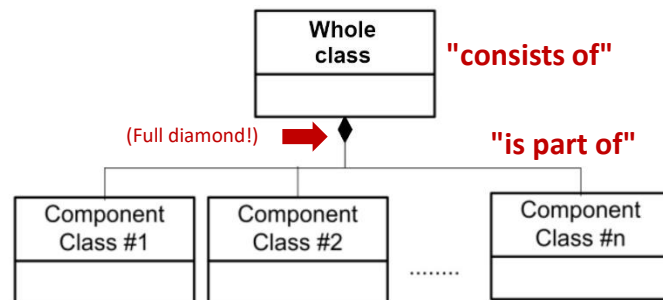 Whole
class
"consists of"
(Full diamond!)
"is part of"
Component
Class #1
Component
Class #2
........
Component
Class #n